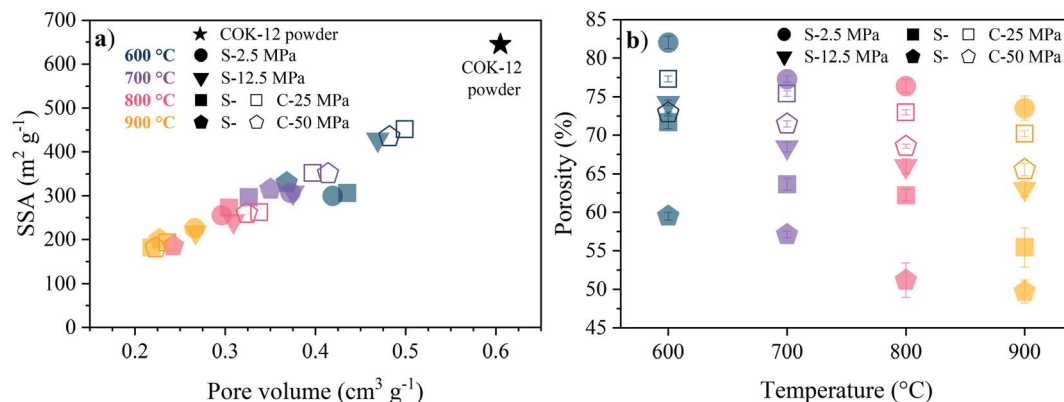 a)
700
600
500
400
300
200
100
0
SSA (m² g⁻¹)
0.2 0.3 0.4 0.5 0.6
Pore volume (cm³ g⁻¹)
COK-12 powder
600 °C S-2.5 MPa
700 °C S-12.5 MPa
800 °C S- C-25 MPa
900 °C S- C-50 MPa
COK-12
powder
b)
85
80
75
70
65
60
55
50
45
Porosity (%)
600 700 800 900
Temperature (°C)
S-2.5 MPa S- C-25 MPa
S-12.5 MPa S- C-50 MPa